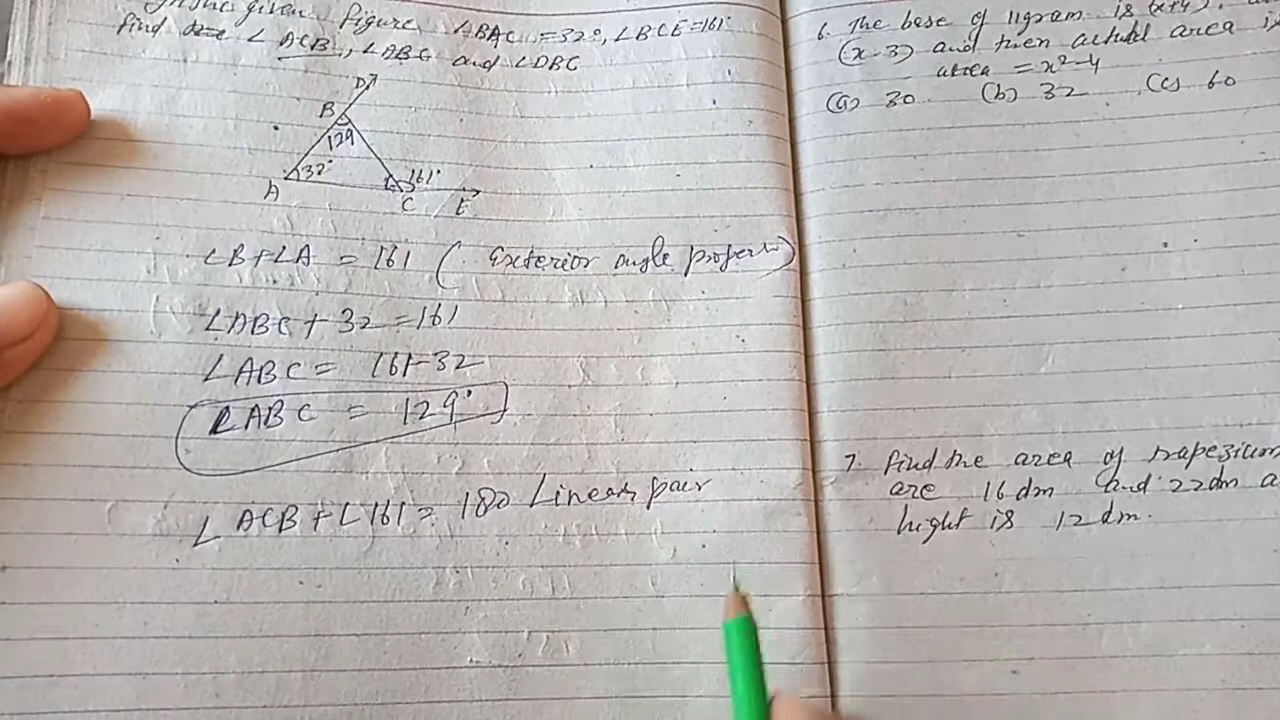 In the given figure ∠BAC = 32°, ∠BCE = 161°
find ∠ ACB, ∠ABC and ∠DBC
D
B
129
32°
161°
A
C
E
∠B+∠A = 161 ( Exterior angle property)
∠ABC + 32 = 161
∠ABC = 161-32
∠ABC = 129°
∠ACB + ∠161 = 180 Linear pair
6. The base of llgram is (x+4),
(x-3) and then actual area is
area = x²-4
(a) 30 (b) 32 (c) 60
7. find the area of trapezium
are 16 dm and 22dm a
hight is 12 dm.